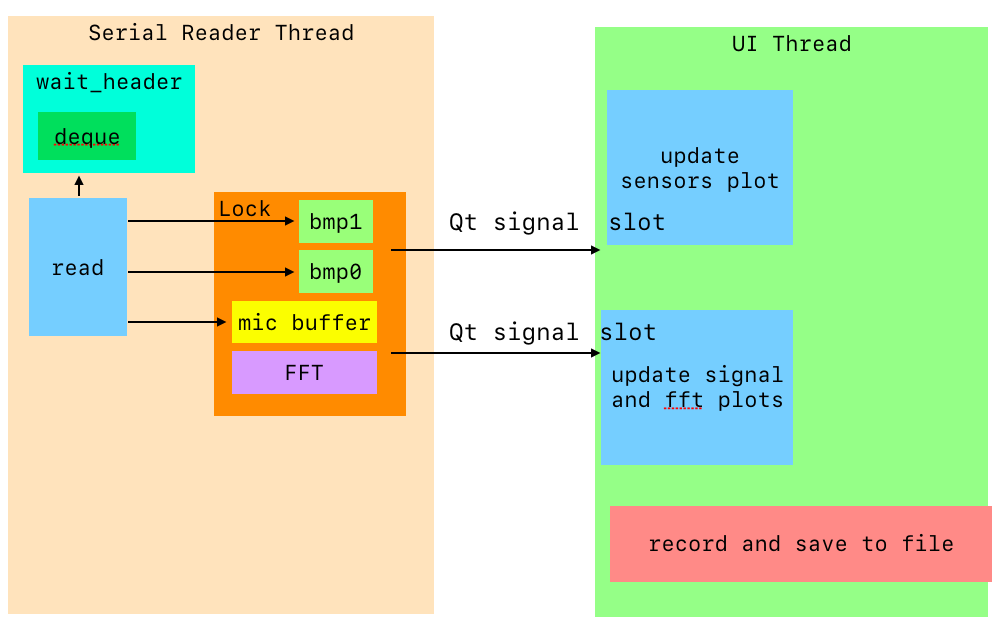 Serial Reader Thread
wait_header
deque
read
Lock
bmp1
bmp0
mic buffer
FFT
Qt signal
slot
Qt signal
slot
UI Thread
update
sensors plot
update signal
and fft plots
record and save to file